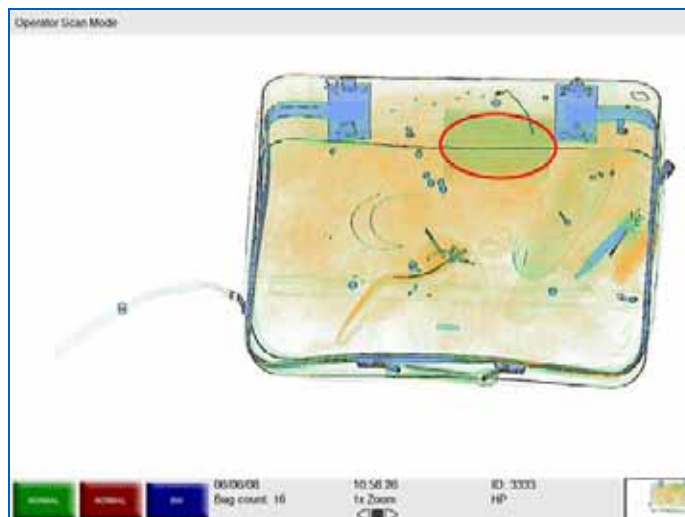 Operator Scan Mode
NORMAL
NORMAL
06/06/08
Bag count: 16
10:58:26
1x Zoom
ID: 3333
HP